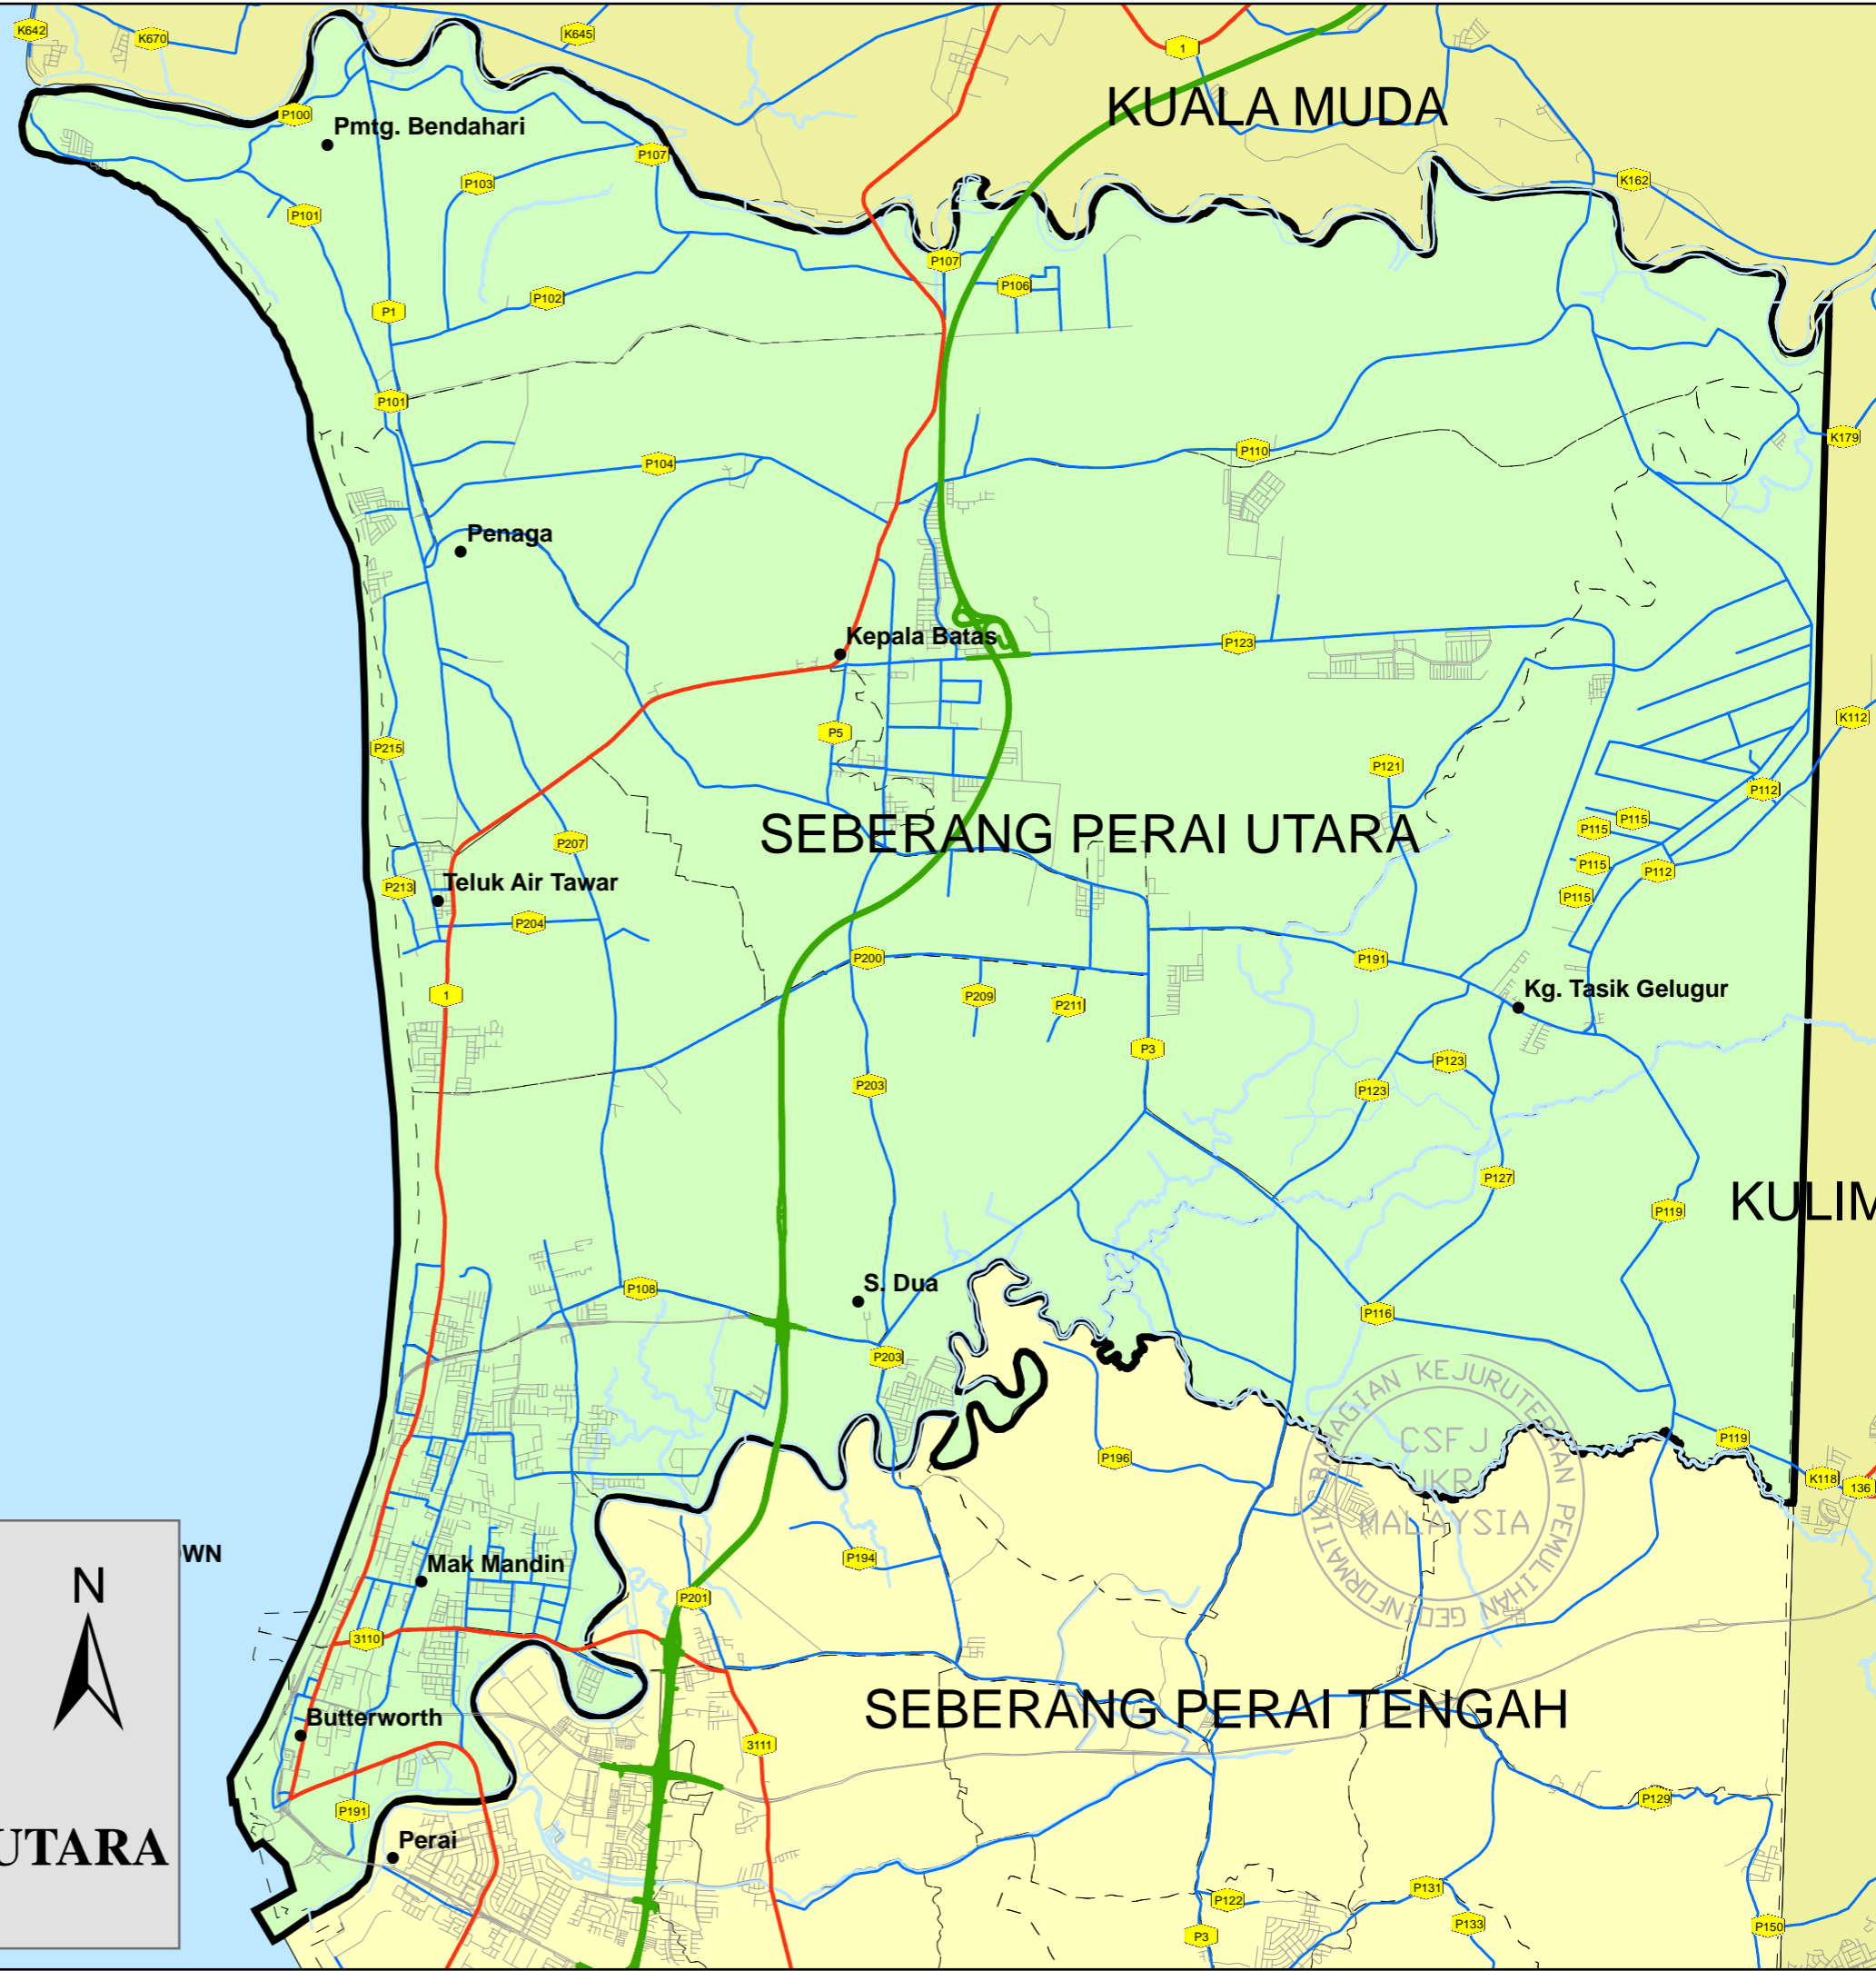 K642
K670
K645
1
KUALA MUDA
P100
Pmtg. Bendahari
P107
P103
K162
P101
P107
P106
P102
P1
P101
K179
P110
P104
Penaga
Kepala Batas
P123
K112
P5
P215
P121
P112
P115
P115
SEBERANG PERAI UTARA
P207
P115
P112
Teluk Air Tawar
P213
P115
P204
P200
P191
1
P209
P211
Kg. Tasik Gelugur
P3
P123
P203
P123
P127
KULIM
P119
S. Dua
P108
P116
P203
BAHAGIAN KEJURUTERAAN PEMULIHAN GEOINFORMATIK
CSFJ
JKR
MALAYSIA
P119
P196
K118
136
WN
N
Mak Mandin
P194
P201
3110
SEBERANG PERAI TENGAH
Butterworth
3111
P129
P191
UTARA
Perai
P131
P122
P133
P3
P150